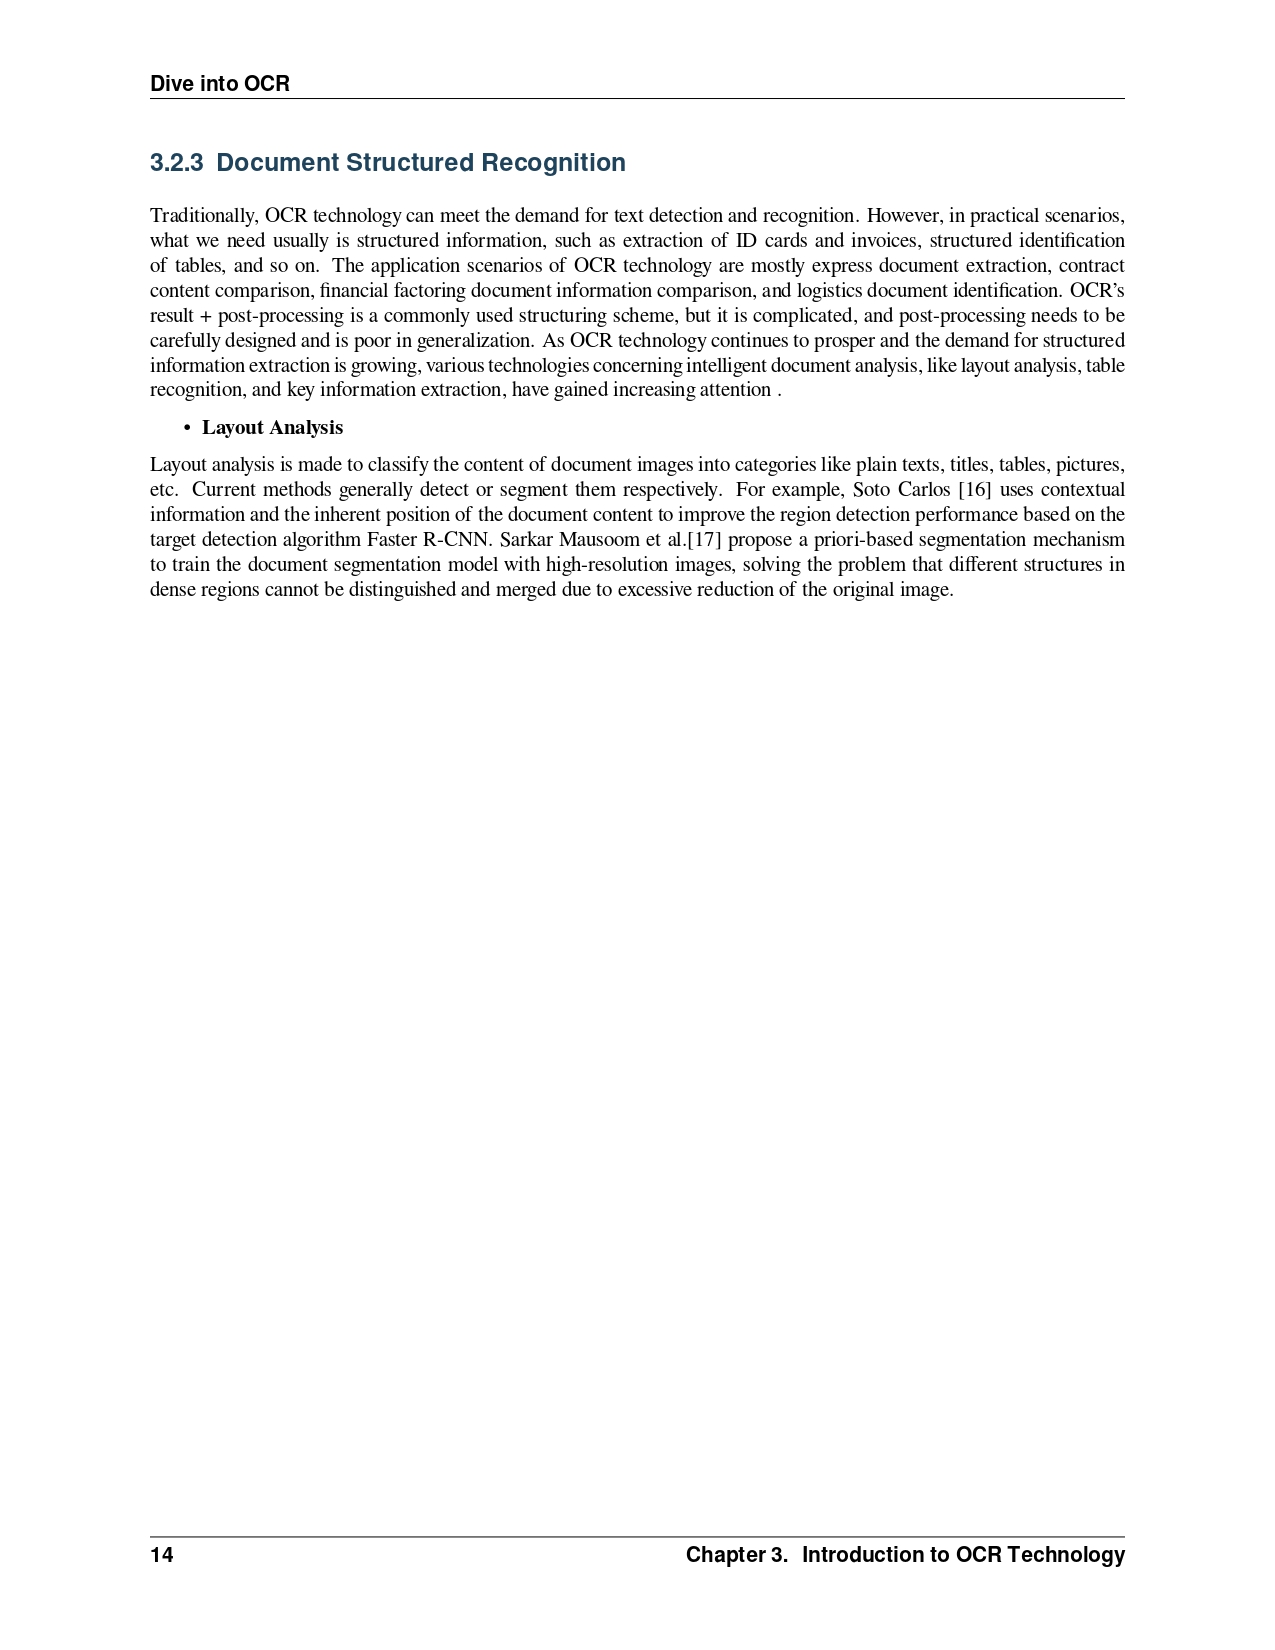 Dive into OCR
3.2.3 Document Structured Recognition
Traditionally, OCR technology can meet the demand for text detection and recognition. However, in practical scenarios,
what we need usually is structured information, such as extraction of ID cards and invoices, structured identification
of tables, and so on. The application scenarios of OCR technology are mostly express document extraction, contract
content comparison, financial factoring document information comparison, and logistics document identification. OCR’s
result + post-processing is a commonly used structuring scheme, but it is complicated, and post-processing needs to be
carefully designed and is poor in generalization. As OCR technology continues to prosper and the demand for structured
information extraction is growing, various technologies concerning intelligent document analysis, like layout analysis, table
recognition, and key information extraction, have gained increasing attention .
• Layout Analysis
Layout analysis is made to classify the content of document images into categories like plain texts, titles, tables, pictures,
etc. Current methods generally detect or segment them respectively. For example, Soto Carlos [16] uses contextual
information and the inherent position of the document content to improve the region detection performance based on the
target detection algorithm Faster R-CNN. Sarkar Mausoom et al.[17] propose a priori-based segmentation mechanism
to train the document segmentation model with high-resolution images, solving the problem that different structures in
dense regions cannot be distinguished and merged due to excessive reduction of the original image.
14 Chapter 3. Introduction to OCR Technology